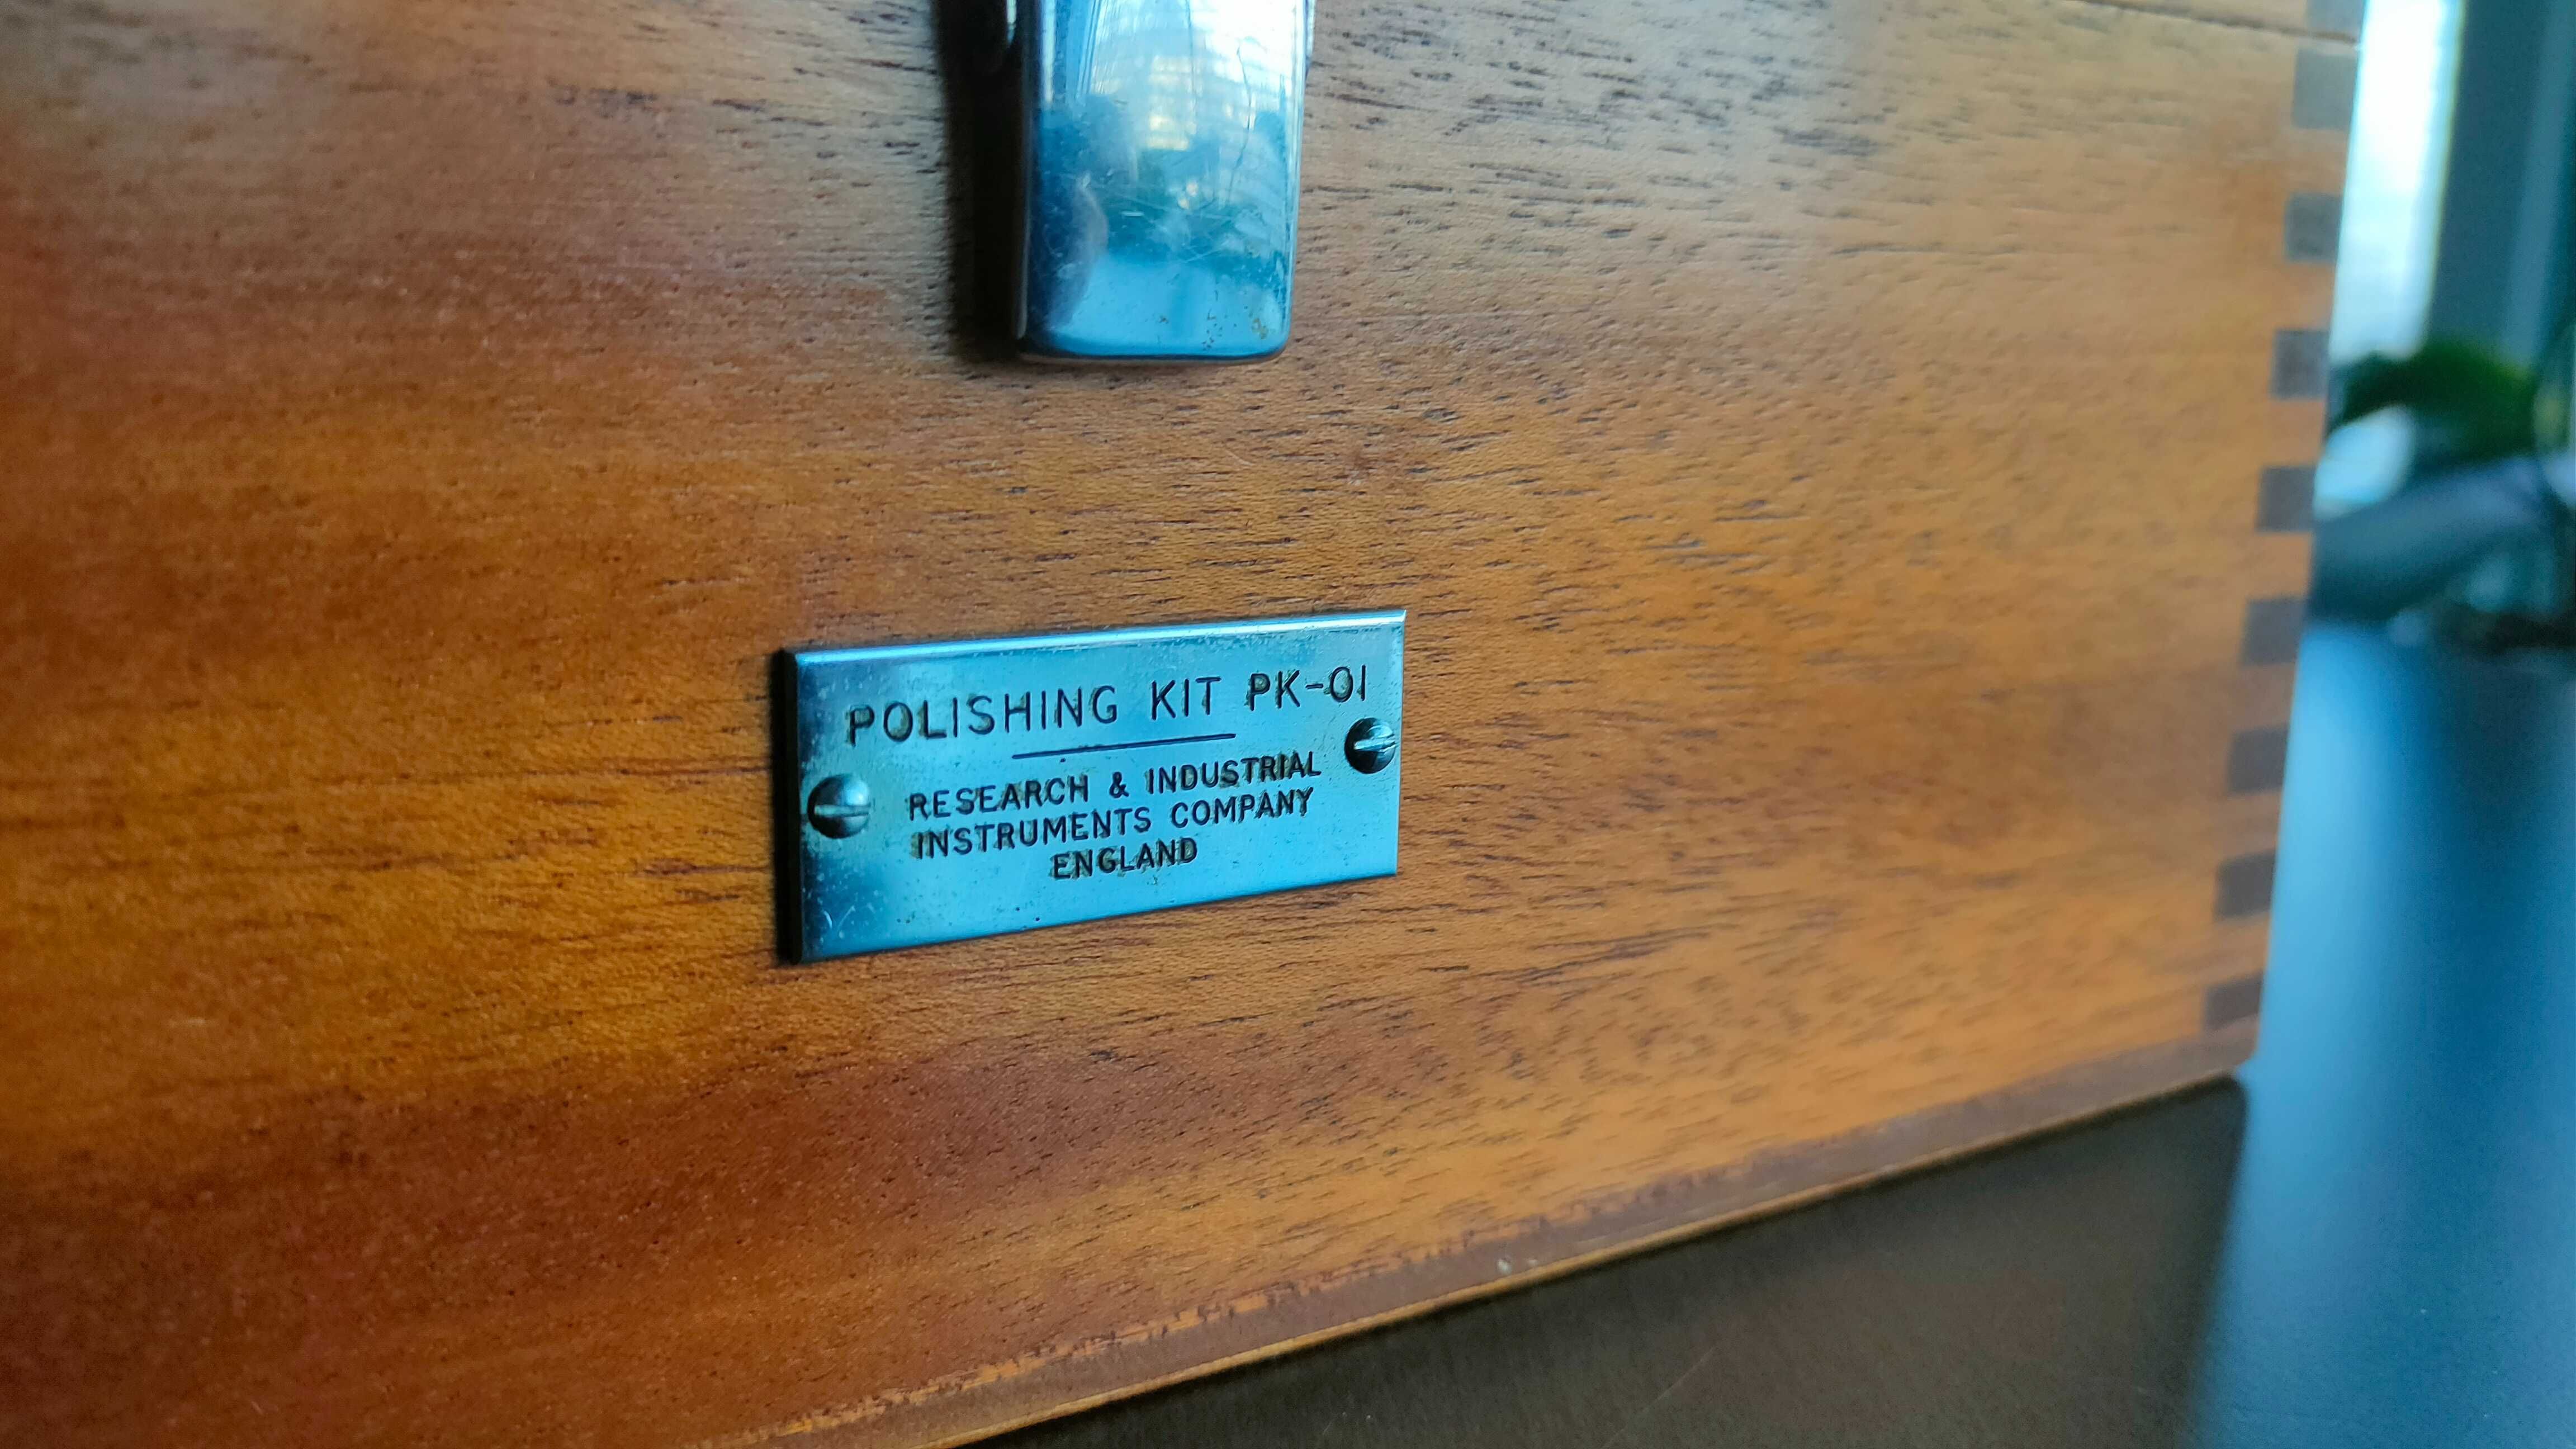 POLISHING KIT PK-01
RESEARCH & INDUSTRIAL
INSTRUMENTS COMPANY
ENGLAND